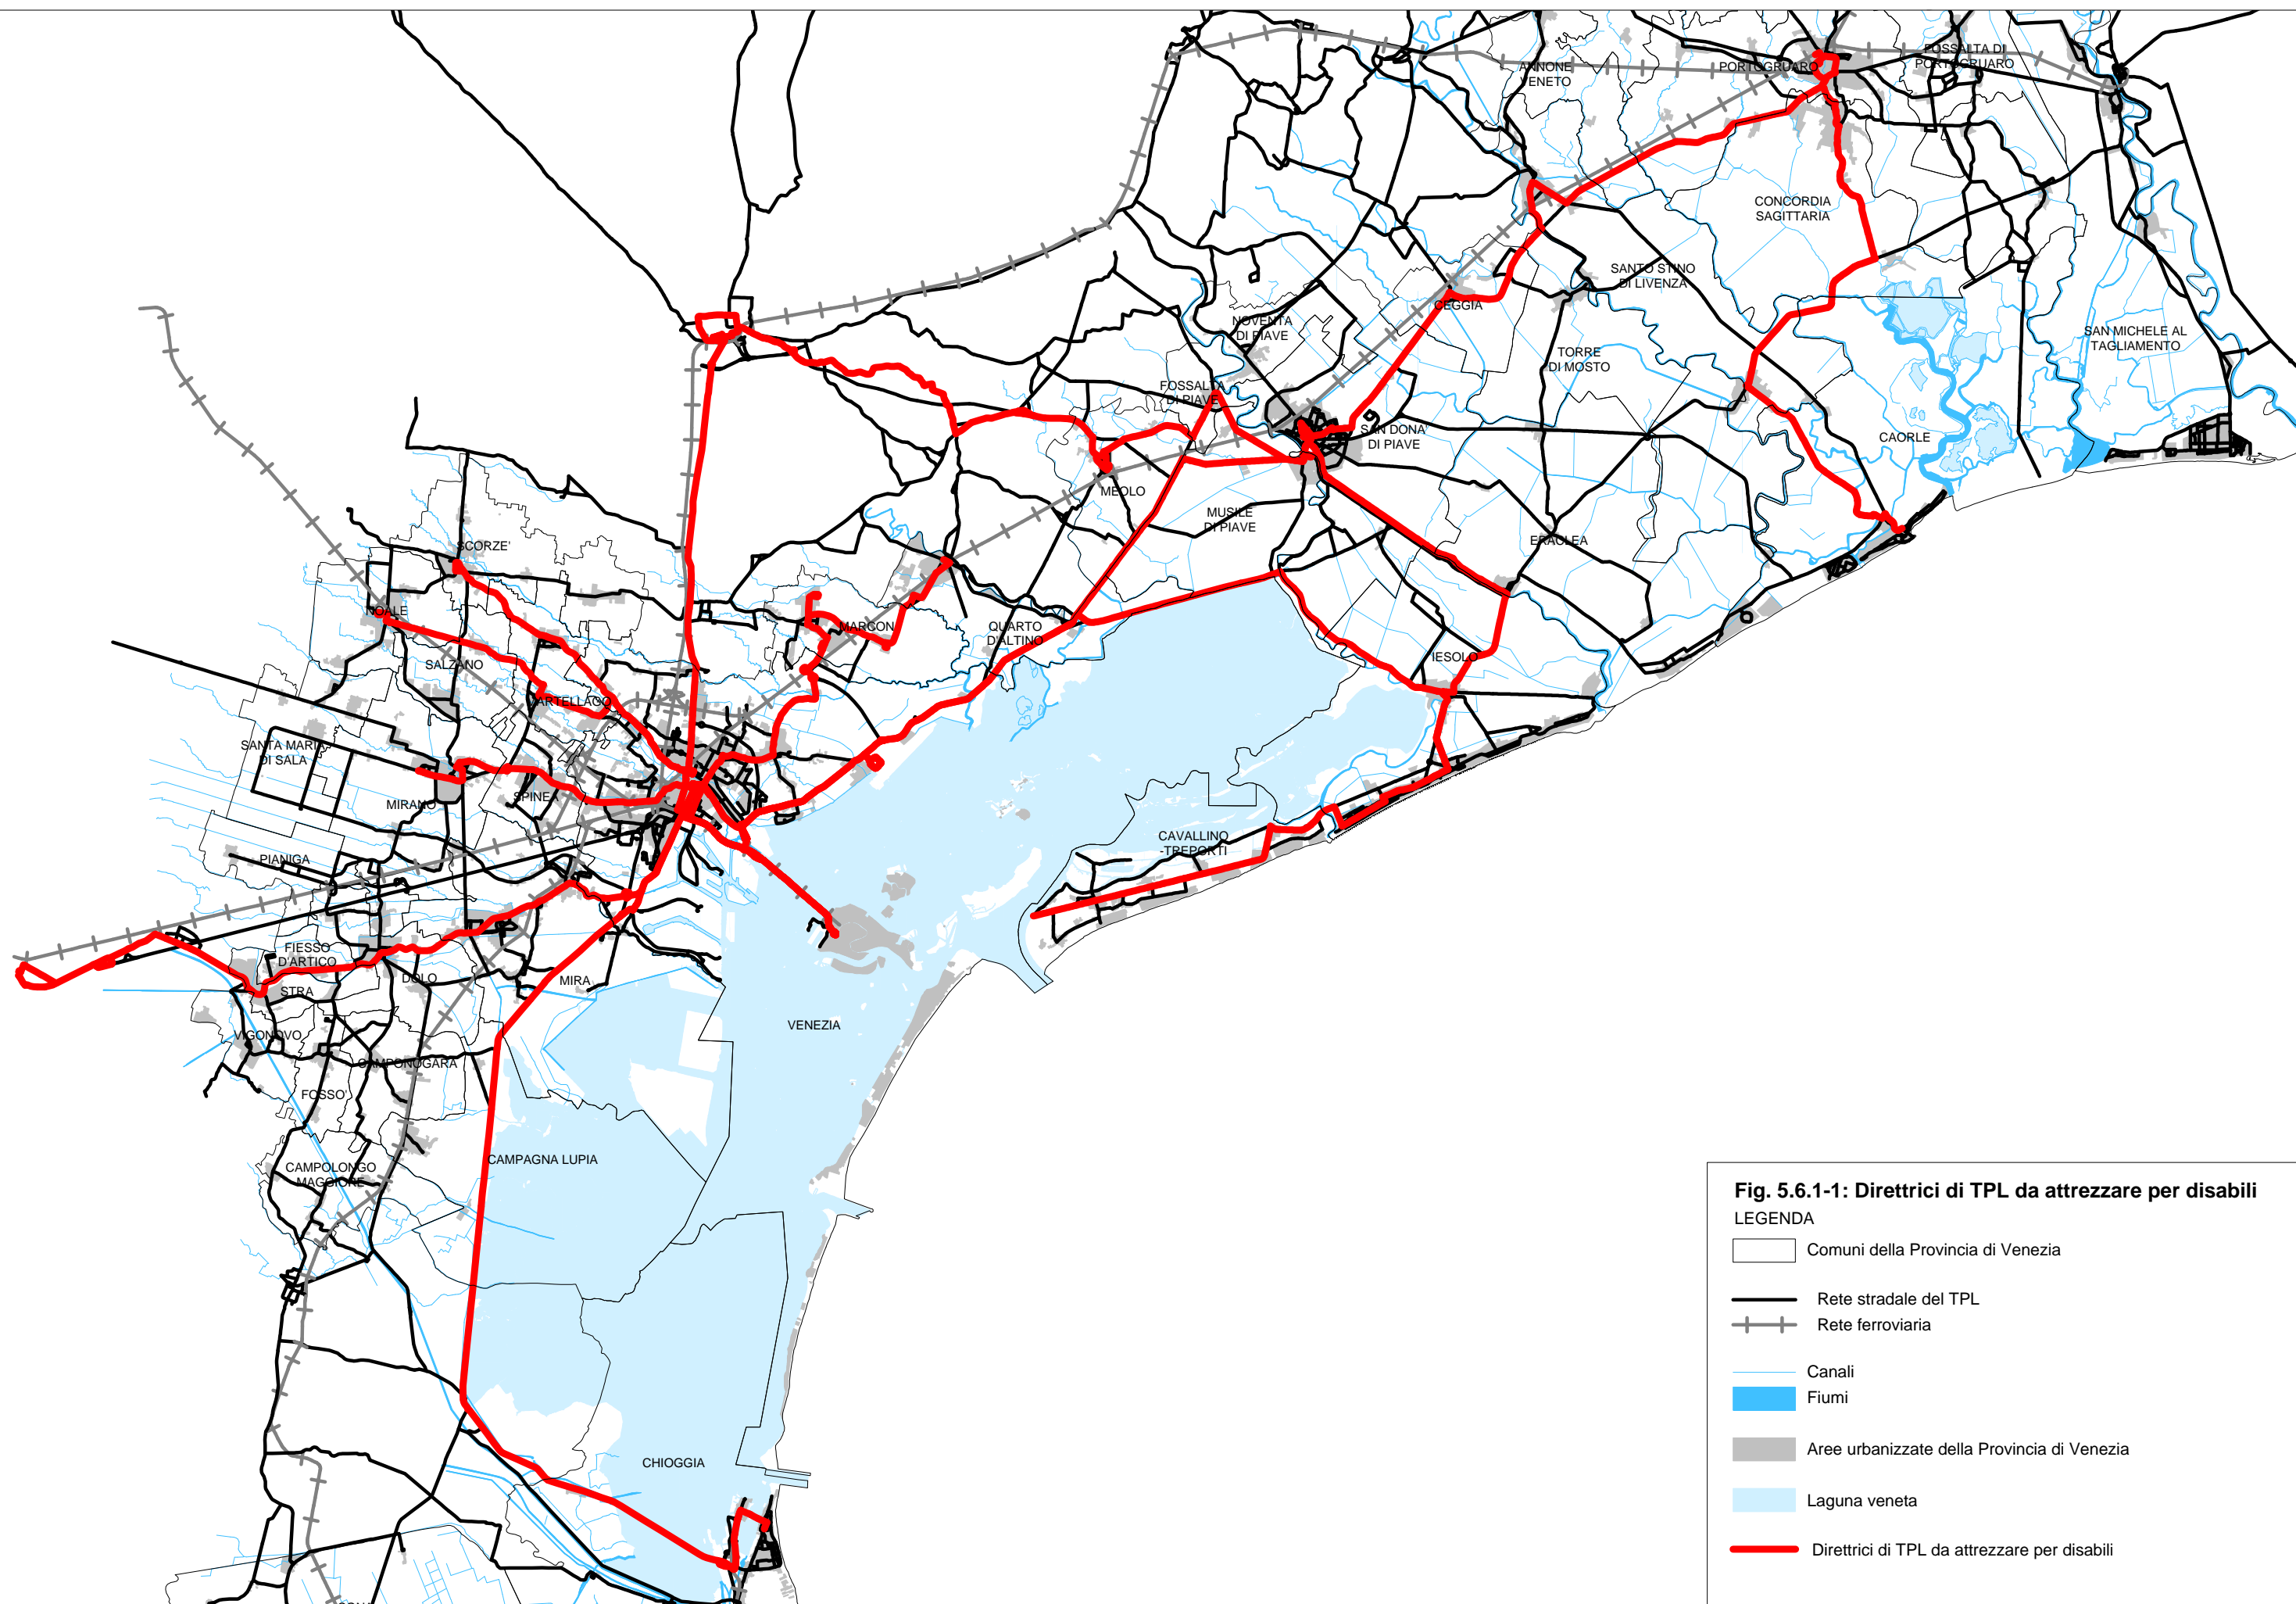 FOSSALTA DI
PORTOGRUARO
ANNONE
VENETO
PORTOGRUARO
CONCORDIA
SAGITTARIA
SANTO STINO
DI LIVENZA
CEGGIA
NOVENTA
DI PIAVE
SAN MICHELE AL
TAGLIAMENTO
TORRE
DI MOSTO
FOSSALTA
DI PIAVE
SAN DONA'
DI PIAVE
CAORLE
MEOLO
MUSILE
DI PIAVE
ERACLEA
SCORZE'
NOALE
MARCON
QUARTO
D'ALTINO
SALZANO
IESOLO
MARTELLAGO
SANTA MARIA
DI SALA
MIRANO
SPINEA
CAVALLINO
-TREPORTI
PIANIGA
FIESSO
D'ARTICO
DOLO
MIRA
STRA
VENEZIA
VIGONOVO
CAMPONOGARA
FOSSO'
CAMPOLONGO
MAGGIORE
CAMPAGNA LUPIA
CHIOGGIA
Fig. 5.6.1-1: Direttrici di TPL da attrezzare per disabili
LEGENDA
Comuni della Provincia di Venezia
Rete stradale del TPL
Rete ferroviaria
Canali
Fiumi
Aree urbanizzate della Provincia di Venezia
Laguna veneta
Direttrici di TPL da attrezzare per disabili